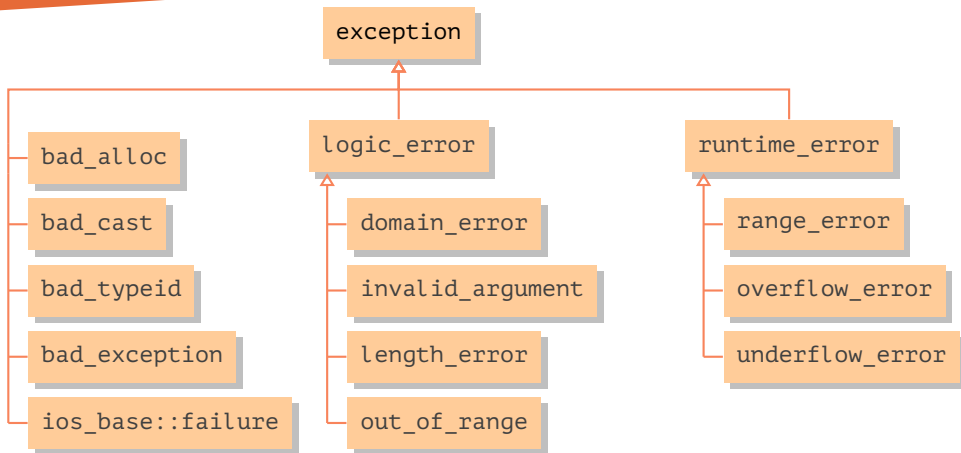 exception
logic_error
runtime_error
bad_alloc
bad_cast
bad_typeid
bad_exception
ios_base::failure
domain_error
invalid_argument
length_error
out_of_range
range_error
overflow_error
underflow_error